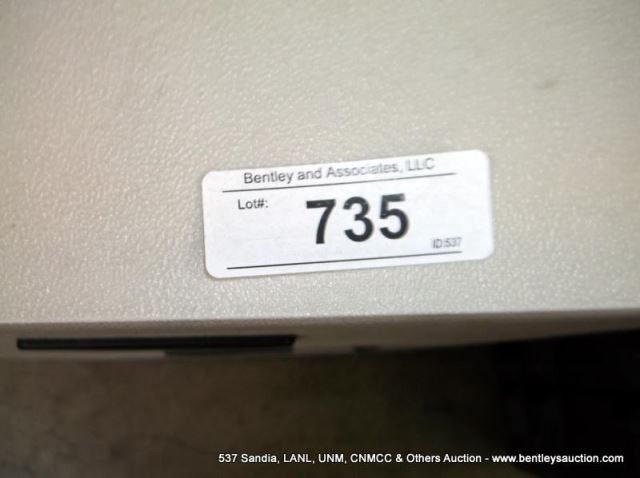 Bentley and Associates, LLC
Lot#:
735
ID:537
537 Sandia, LANL, UNM, CNMCC & Others Auction - www.bentleysauction.com